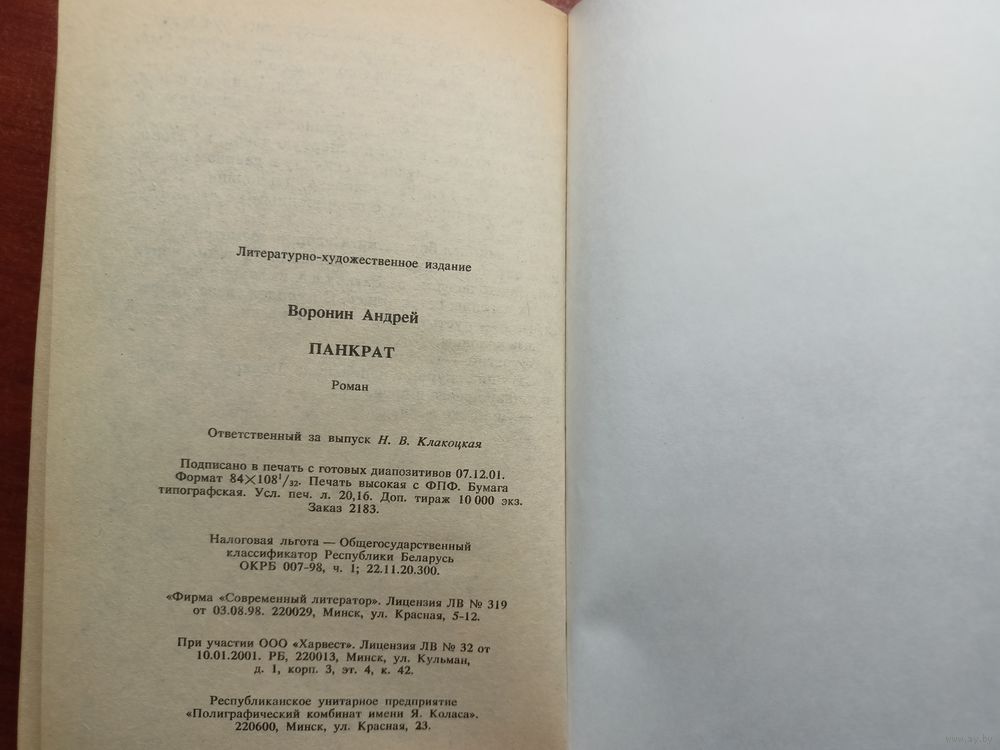 Литературно-художественное издание
Воронин Андрей
ПАНКРАТ
Роман
Ответственный за выпуск Н. В. Клакоцкая
Подписано в печать с готовых диапозитивов 07.12.01.
Формат 84×108¹/₃₂. Печать высокая с ФПФ. Бумага
типографская. Усл. печ. л. 20,16. Доп. тираж 10 000 экз.
Заказ 2183.
Налоговая льгота — Общегосударственный
классификатор Республики Беларусь
ОКРБ 007-98, ч. 1; 22.11.20.300.
«Фирма «Современный литератор». Лицензия ЛВ № 319
от 03.08.98. 220029, Минск, ул. Красная, 5-12.
При участии ООО «Харвест». Лицензия ЛВ № 32 от
10.01.2001. РБ, 220013, Минск, ул. Кульман,
д. 1, корп. 3, эт. 4, к. 42.
Республиканское унитарное предприятие
«Полиграфический комбинат имени Я. Коласа».
220600, Минск, ул. Красная, 23.
www.ay.by